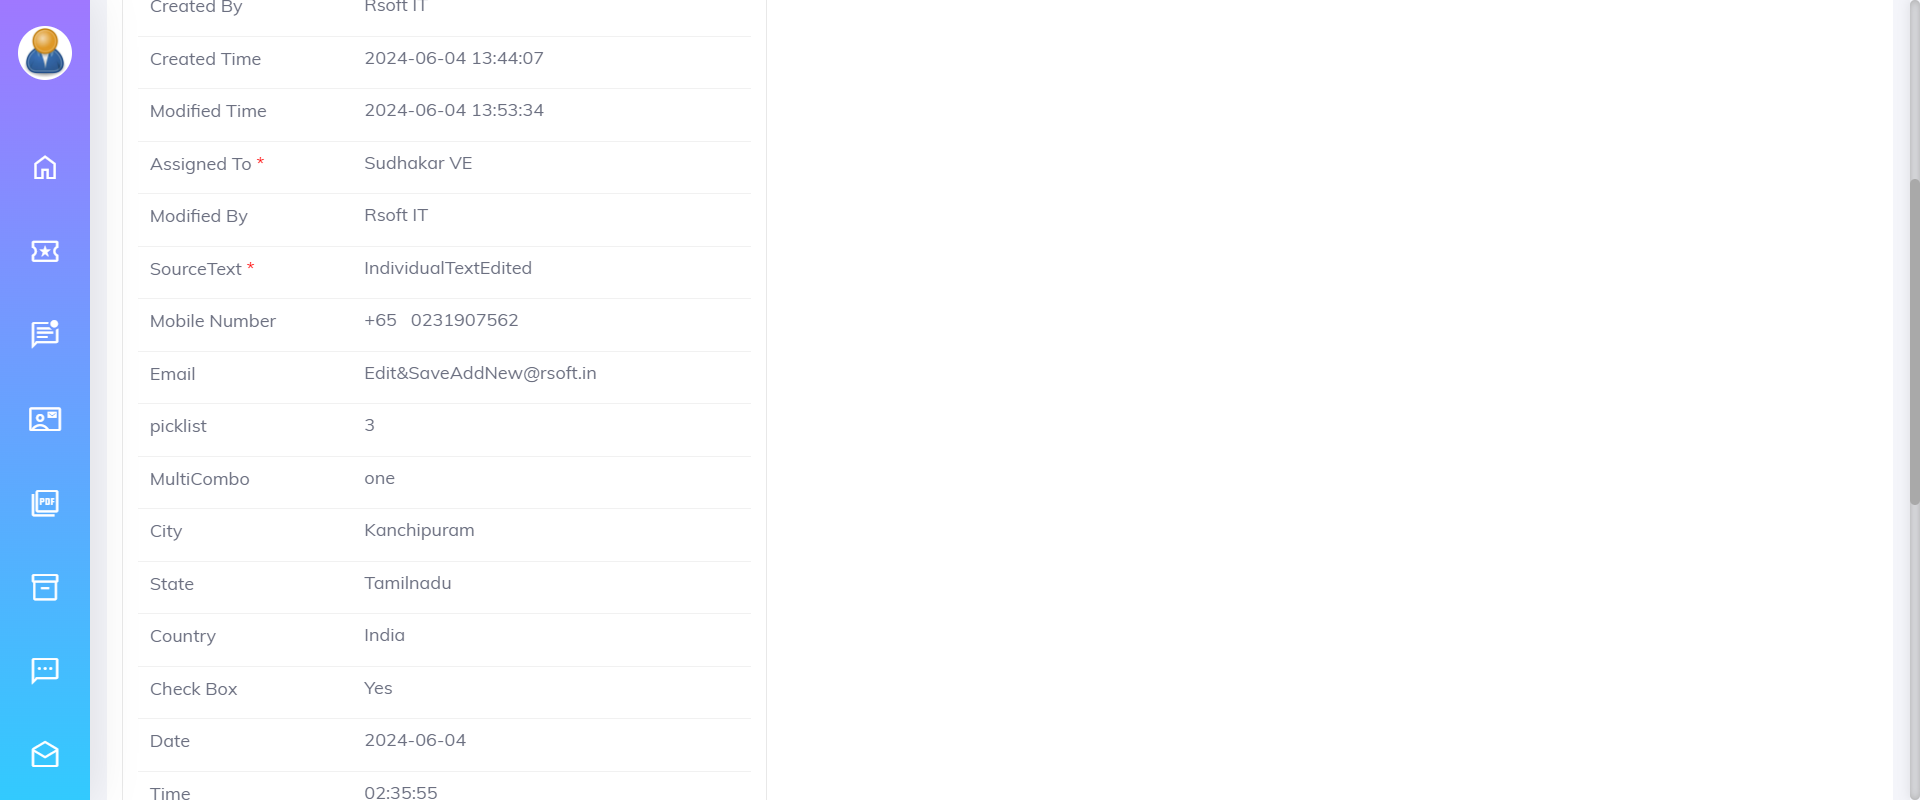 Created By Rsoft IT
Created Time 2024-06-04 13:44:07
Modified Time 2024-06-04 13:53:34
Assigned To * Sudhakar VE
Modified By Rsoft IT
SourceText * IndividualTextEdited
Mobile Number +65 0231907562
Email Edit&SaveAddNew@rsoft.in
picklist 3
MultiCombo one
City Kanchipuram
State Tamilnadu
Country India
Check Box Yes
Date 2024-06-04
PDF
Time 02:35:55